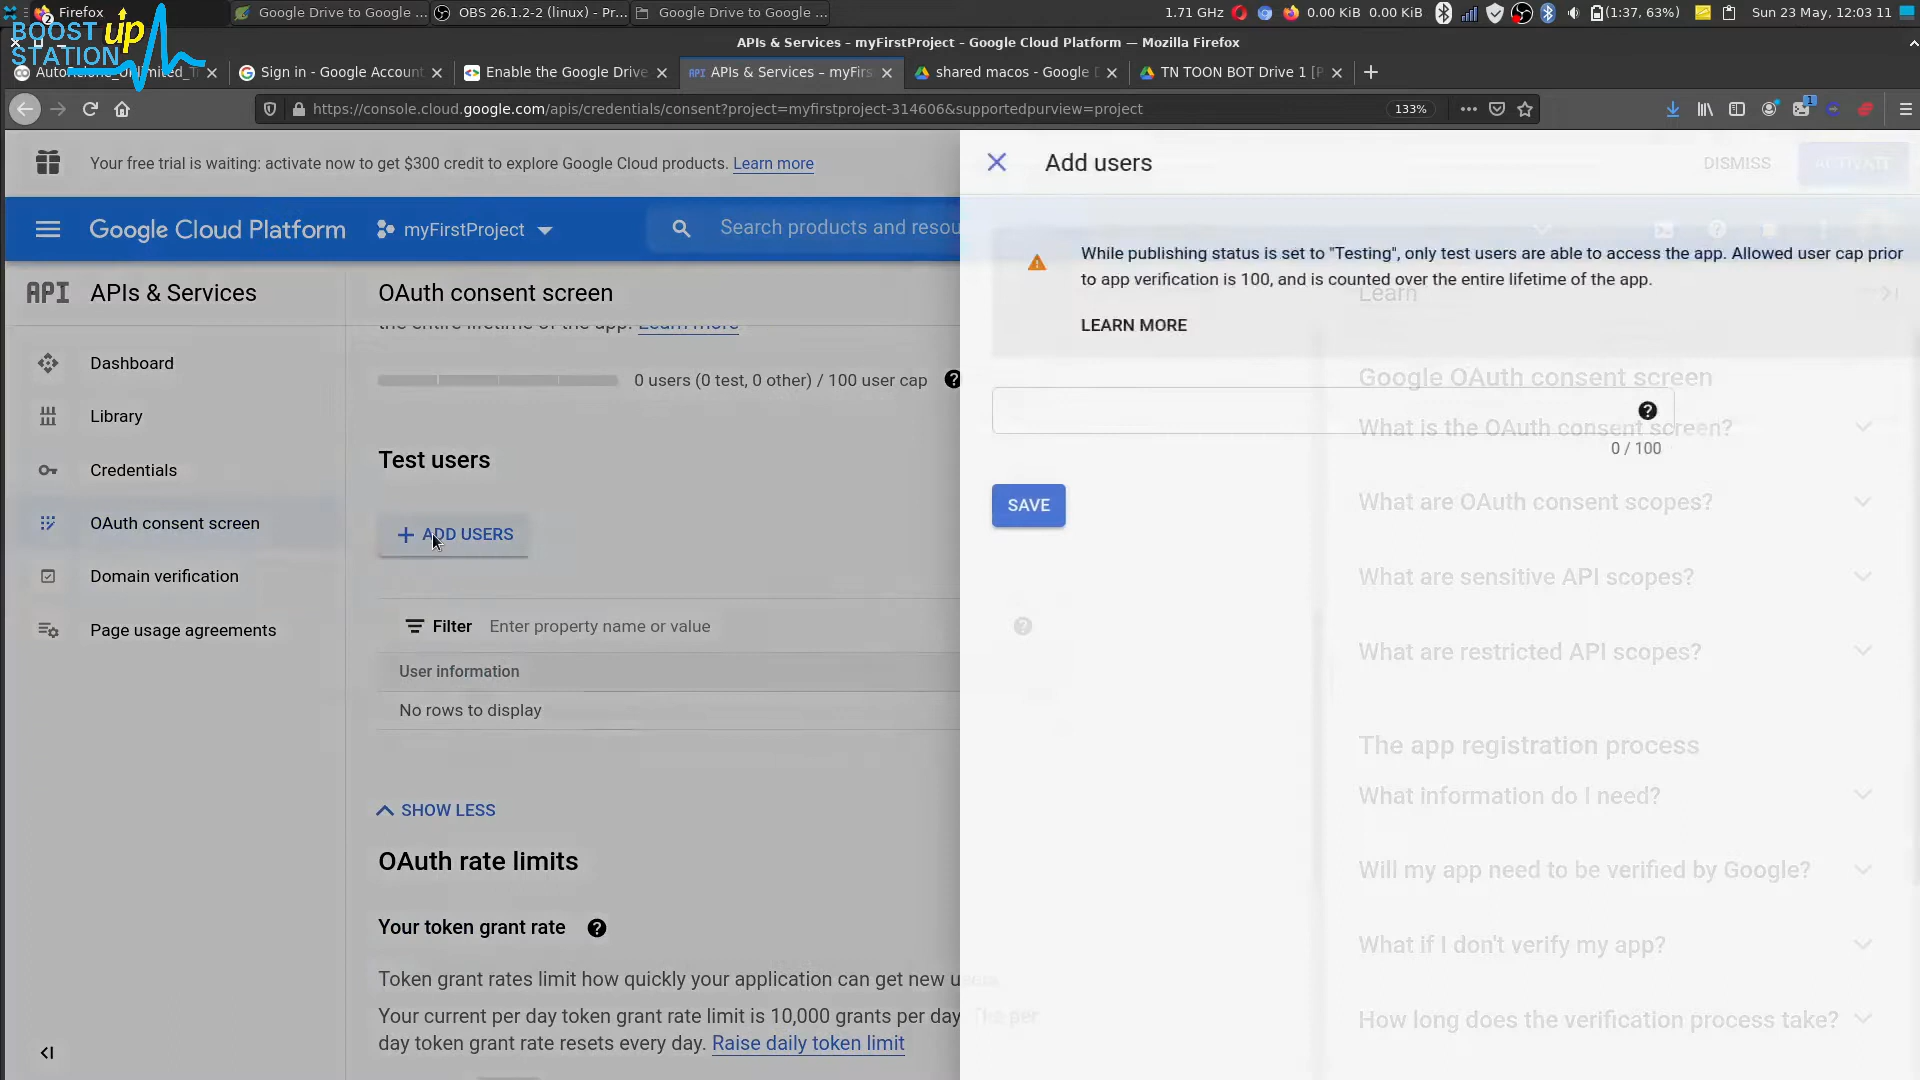 Firefox
Google Drive to Google ...
OBS 26.1.2-2 (linux) - Pr...
Google Drive to Google ...
1.71 GHz
0.00 KiB 0.00 KiB
(1:37, 63%)
Sun 23 May, 12:03 11
BOOST up
STATION
APIs & Services – myFirstProject – Google Cloud Platform — Mozilla Firefox
Sign in - Google Account
Enable the Google Drive
API APIs & Services – myFirs
shared macos - Google D
TN TOON BOT Drive 1 [P
https://console.cloud.google.com/apis/credentials/consent?project=myfirstproject-314606&supportedpurview=project
133%
Your free trial is waiting: activate now to get $300 credit to explore Google Cloud products. Learn more
DISMISS
ACTIVATE
Google Cloud Platform
myFirstProject
Search products and resou
API APIs & Services
Dashboard
Library
Credentials
OAuth consent screen
Domain verification
Page usage agreements
OAuth consent screen
the entire lifetime of the app. Learn more
0 users (0 test, 0 other) / 100 user cap
Test users
ADD USERS
Filter Enter property name or value
User information
No rows to display
SHOW LESS
OAuth rate limits
Your token grant rate
Token grant rates limit how quickly your application can get new users.
Your current per day token grant rate limit is 10,000 grants per day. The per
day token grant rate resets every day. Raise daily token limit
Add users
While publishing status is set to "Testing", only test users are able to access the app. Allowed user cap prior
to app verification is 100, and is counted over the entire lifetime of the app.
LEARN MORE
0 / 100
SAVE
Learn
Google OAuth consent screen
What is the OAuth consent screen?
What are OAuth consent scopes?
What are sensitive API scopes?
What are restricted API scopes?
The app registration process
What information do I need?
Will my app need to be verified by Google?
What if I don't verify my app?
How long does the verification process take?